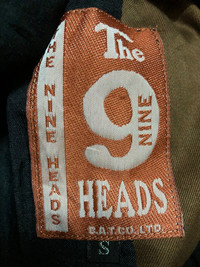 The
9
NINE
HEADS
B.A.T.CO.,LTD.
THE NINE HEADS
S